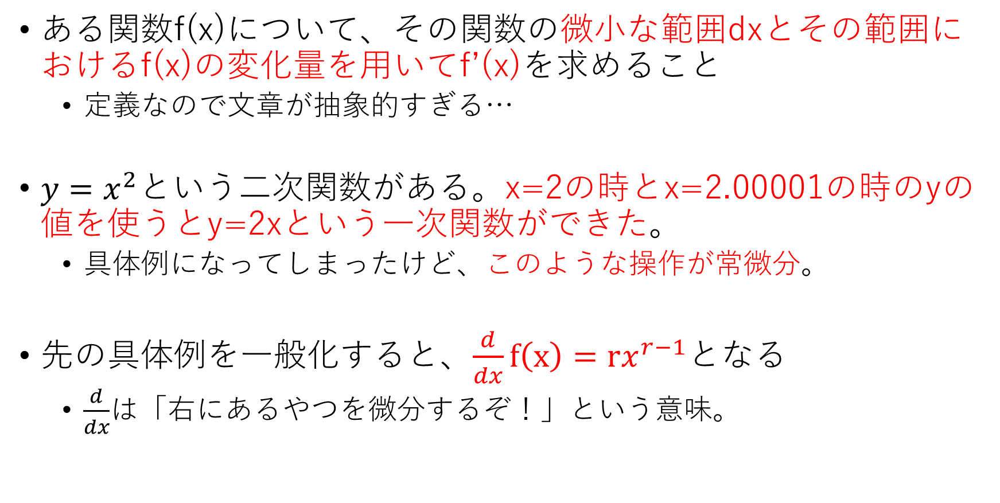 • ある関数f(x)について、その関数の微小な範囲dxとその範囲に
おけるf(x)の変化量を用いてf’(x)を求めること
• 定義なので文章が抽象的すぎる…
• y = x²という二次関数がある。x=2の時とx=2.00001の時のyの
値を使うとy=2xという一次関数ができた。
• 具体例になってしまったけど、このような操作が常微分。
• 先の具体例を一般化すると、d/dx f(x) = rx^{r−1}となる
• d/dxは「右にあるやつを微分するぞ！」という意味。